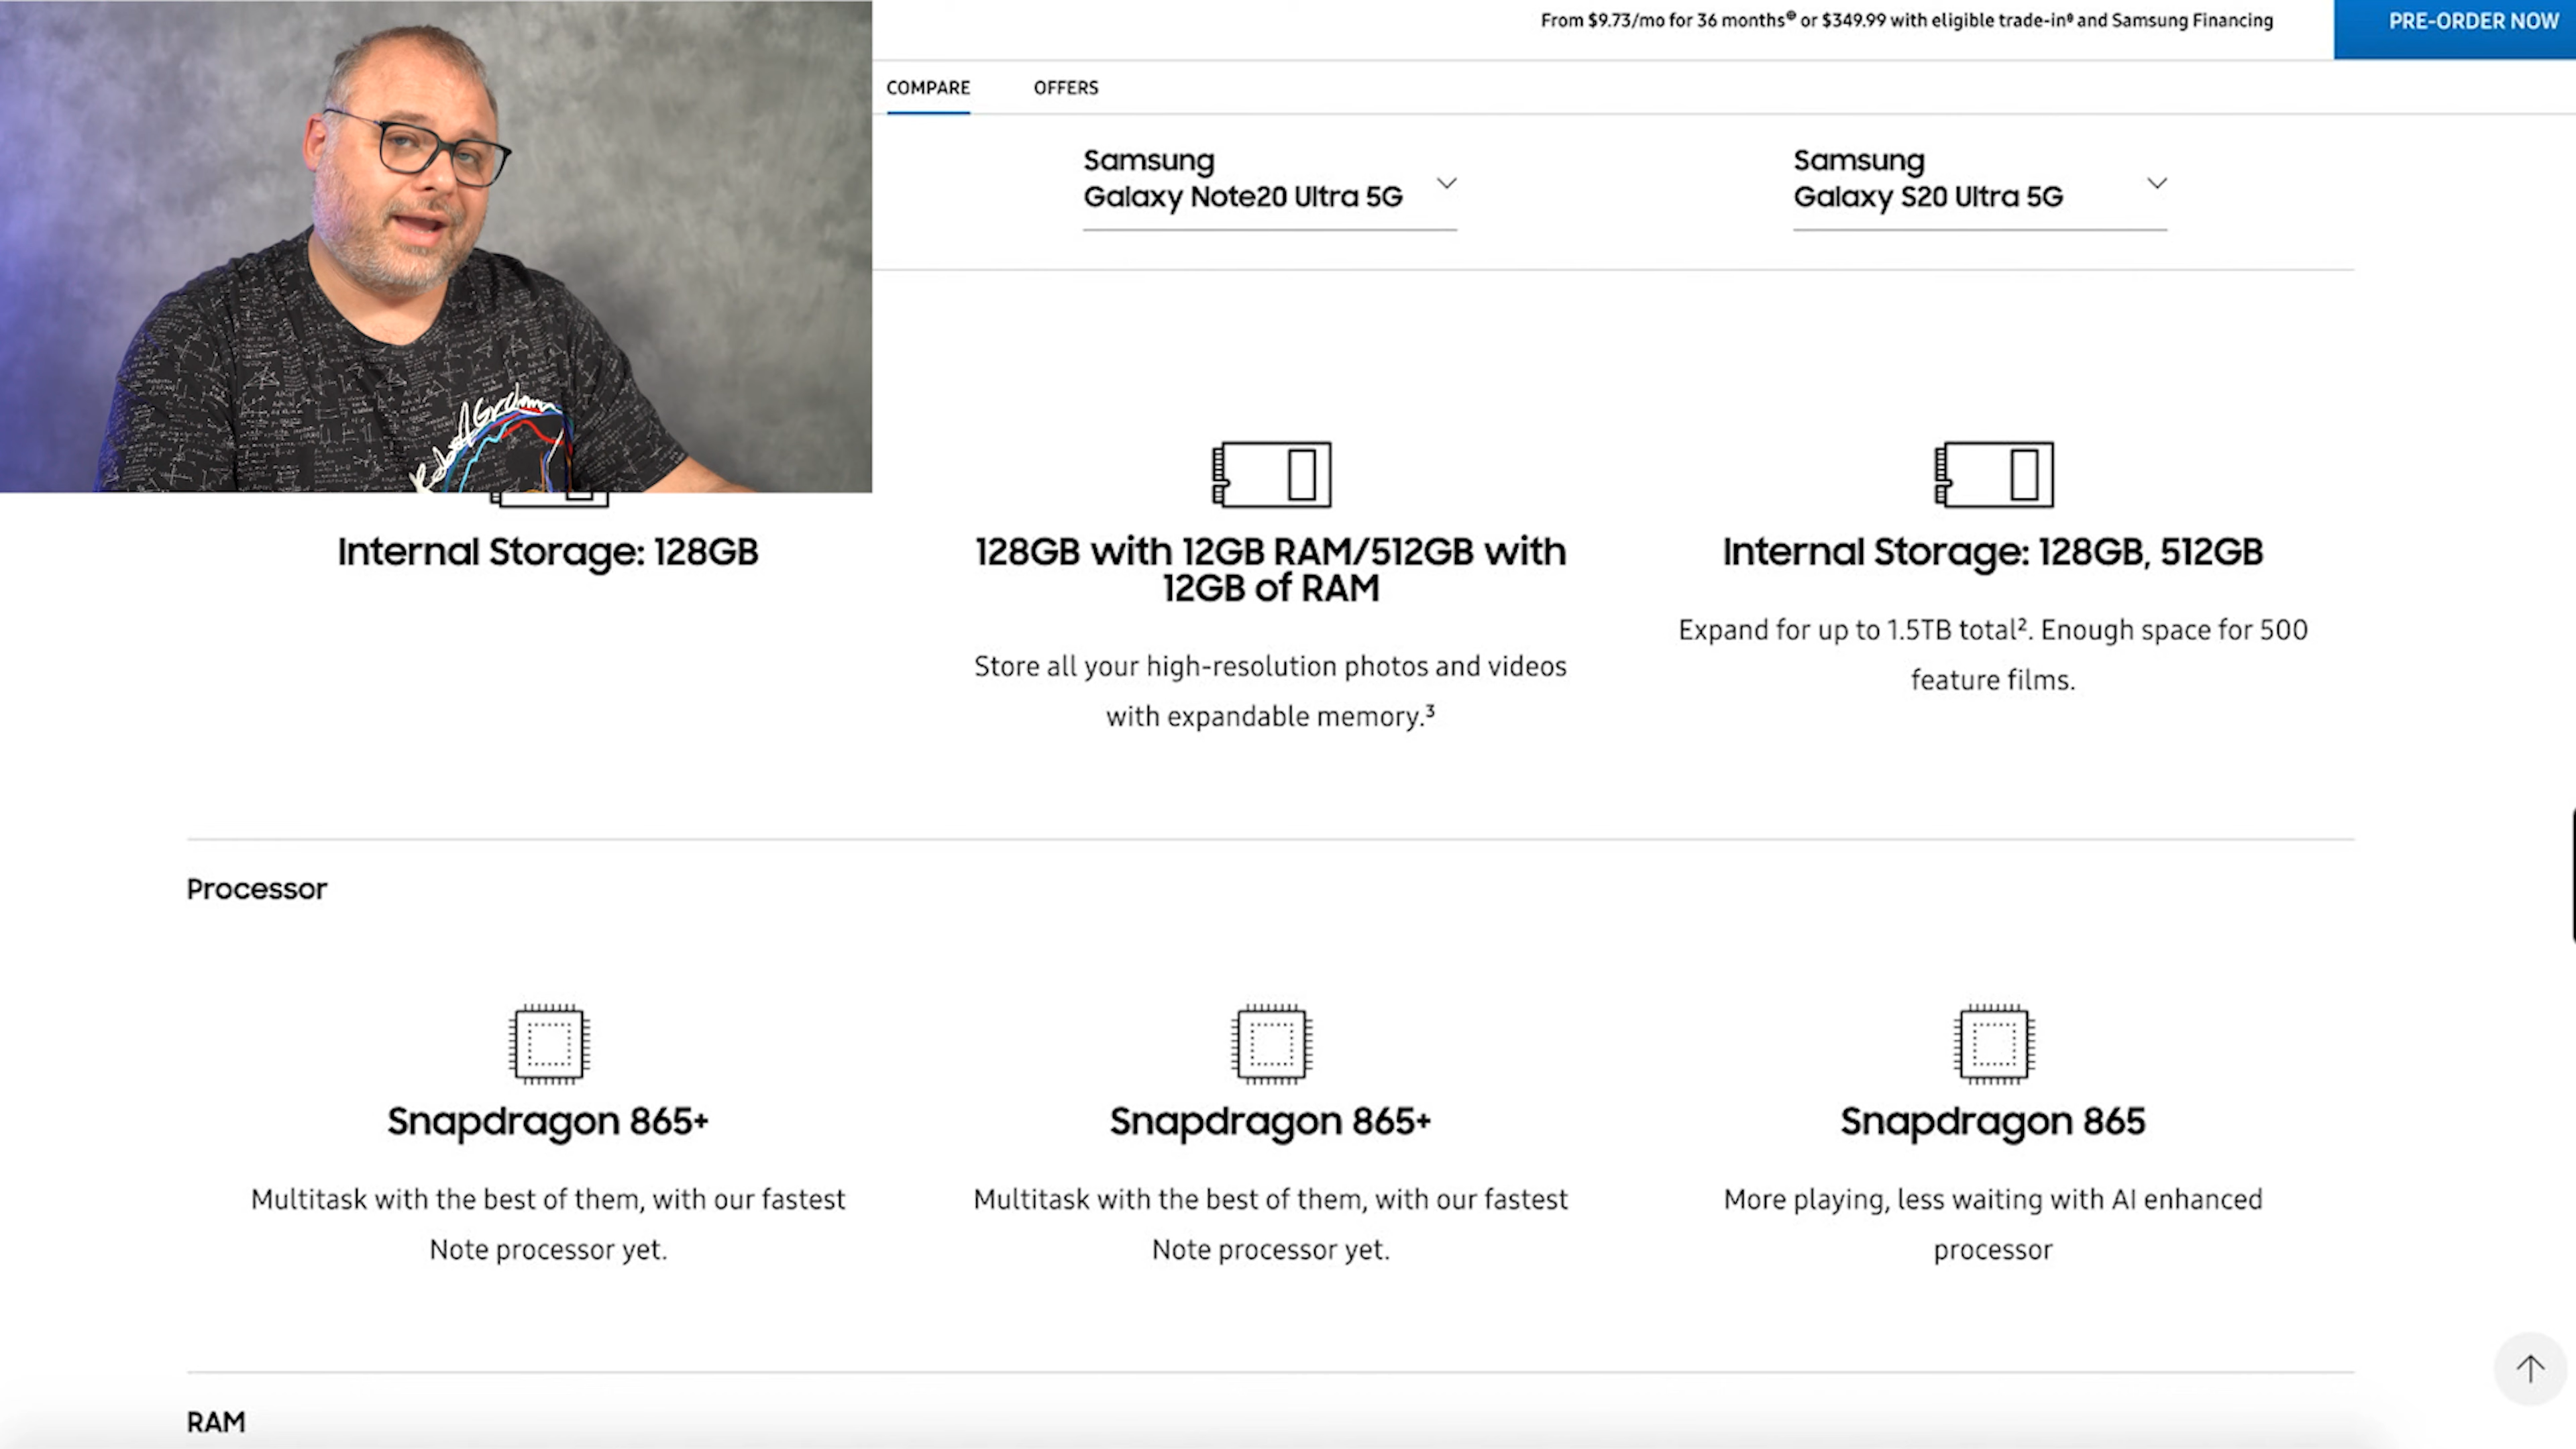 From $9.73/mo for 36 months⊕ or $349.99 with eligible trade-in and Samsung Financing
PRE-ORDER NOW
COMPARE
OFFERS
Samsung
Galaxy Note20 Ultra 5G
Samsung
Galaxy S20 Ultra 5G
Internal Storage: 128GB
128GB with 12GB RAM/512GB with
12GB of RAM
Store all your high-resolution photos and videos
with expandable memory.³
Internal Storage: 128GB, 512GB
Expand for up to 1.5TB total². Enough space for 500
feature films.
Processor
Snapdragon 865+
Multitask with the best of them, with our fastest
Note processor yet.
Snapdragon 865+
Multitask with the best of them, with our fastest
Note processor yet.
Snapdragon 865
More playing, less waiting with AI enhanced
processor
RAM